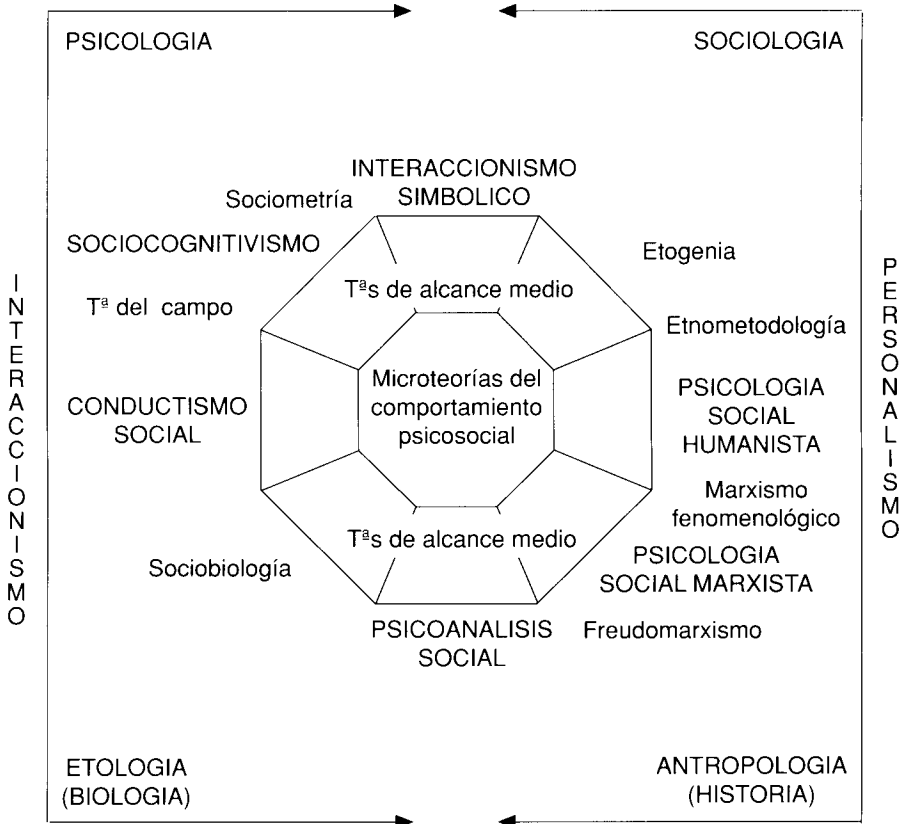 PSICOLOGIA
SOCIOLOGIA
INTERACCIONISMO
SIMBOLICO
Sociometría
SOCIOCOGNITIVISMO
Etogenia
Tª del campo
Tªs de alcance medio
Etnometodología
INTERACCIONISMO
PERSONALISMO
CONDUCTISMO
SOCIAL
Microteorías del
comportamiento
psicosocial
PSICOLOGIA
SOCIAL
HUMANISTA
Marxismo
fenomenológico
Tªs de alcance medio
Sociobiología
PSICOLOGIA
SOCIAL MARXISTA
PSICOANALISIS
SOCIAL
Freudomarxismo
ETOLOGIA
(BIOLOGIA)
ANTROPOLOGIA
(HISTORIA)